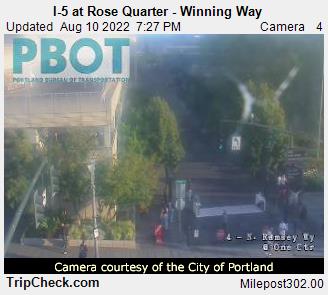 I-5 at Rose Quarter - Winning Way
Updated Aug 10 2022 7:27 PM Camera 4
PBOT
PORTLAND BUREAU OF TRANSPORTATION
4 - N. Ramsey Wy
@ One Ctr
Camera courtesy of the City of Portland
TripCheck.com Milepost302.00